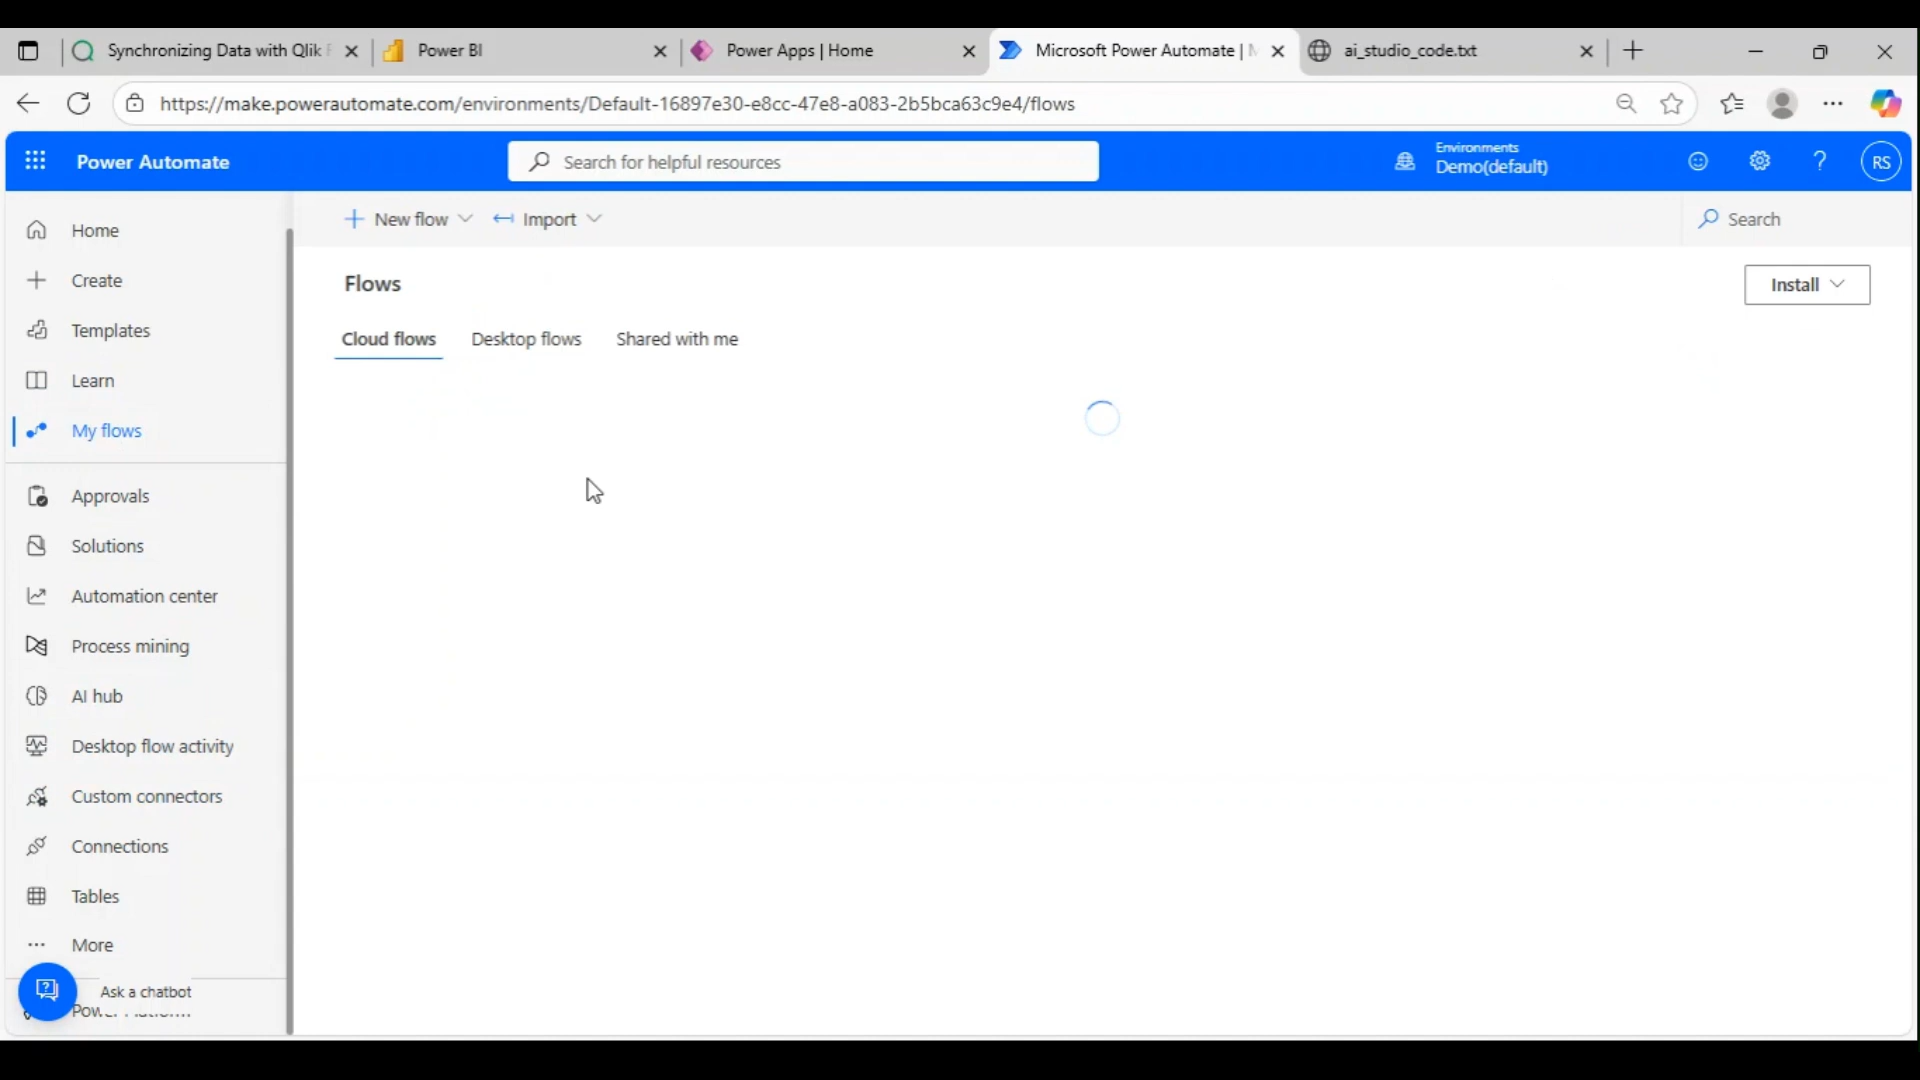 Synchronizing Data with Qlik
Power BI
Power Apps | Home
Microsoft Power Automate |
ai_studio_code.txt
https://make.powerautomate.com/environments/Default-16897e30-e8cc-47e8-a083-2b5bca63c9e4/flows
Power Automate
Search for helpful resources
Environments
Demo(default)
RS
Home
Create
Templates
Learn
My flows
Approvals
Solutions
Automation center
Process mining
AI hub
Desktop flow activity
Custom connectors
Connections
Tables
More
Ask a chatbot
New flow
Import
Search
Flows
Install
Cloud flows
Desktop flows
Shared with me